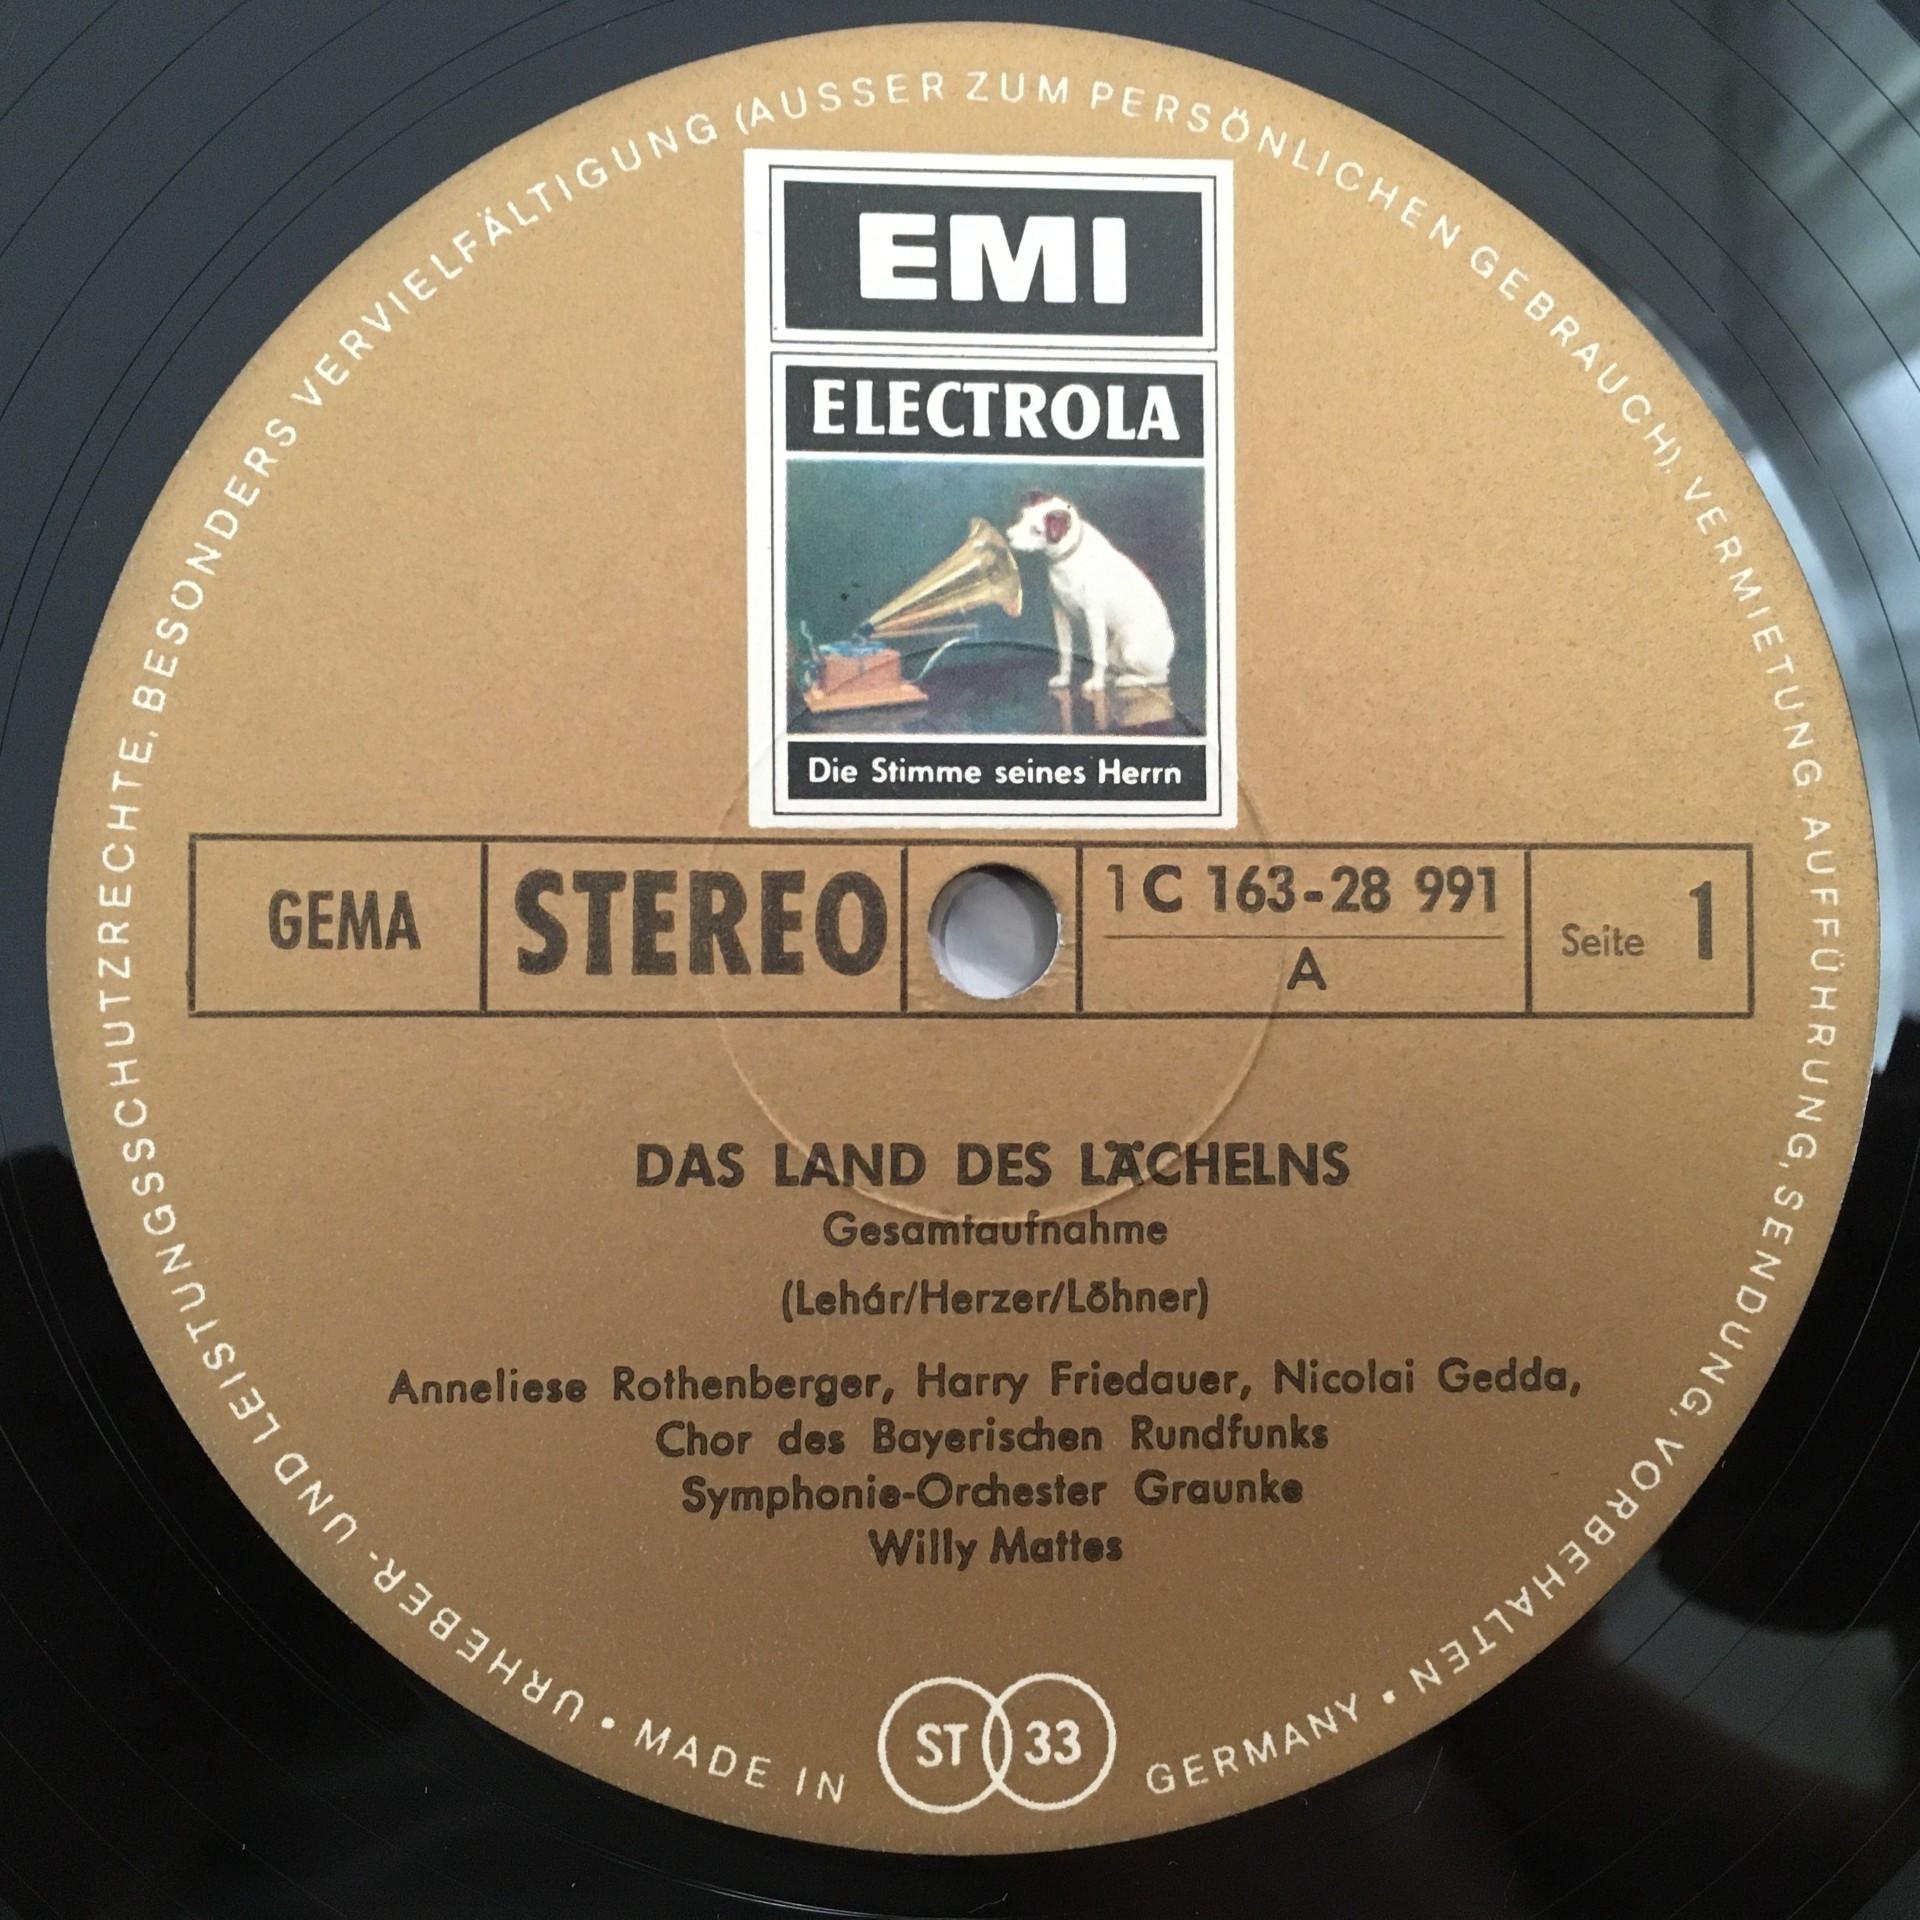 EMI
ELECTROLA
Die Stimme seines Herrn
GEMA
STEREO
1 C 163-28 991
A
Seite 1
DAS LAND DES LÄCHELNS
Gesamtaufnahme
(Lehár/Herzer/Löhner)
Anneliese Rothenberger, Harry Friedauer, Nicolai Gedda,
Chor des Bayerischen Rundfunks
Symphonie-Orchester Graunke
Willy Mattes
ST 33
URHEBER- UND LEISTUNGSSCHUTZRECHTE, BESONDERS VERVIELFÄLTIGUNG (AUSSER ZUM PERSÖNLICHEN GEBRAUCH), VERMIETUNG, AUFFÜHRUNG, SENDUNG, VORBEHALTEN •
MADE IN GERMANY •